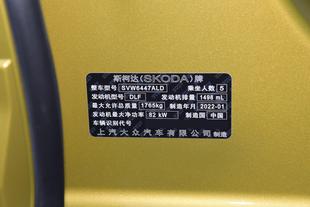 斯柯达(SKODA)牌
整车型号 SVW6447ALD 乘坐人数 5
发动机型号 DLF 发动机排量 1498 mL
最大允许总质量 1765kg 制造年月 2022-01
发动机最大净功率 82 kW 制造国 中国
车辆识别代号
上汽大众汽车有限公司 制造